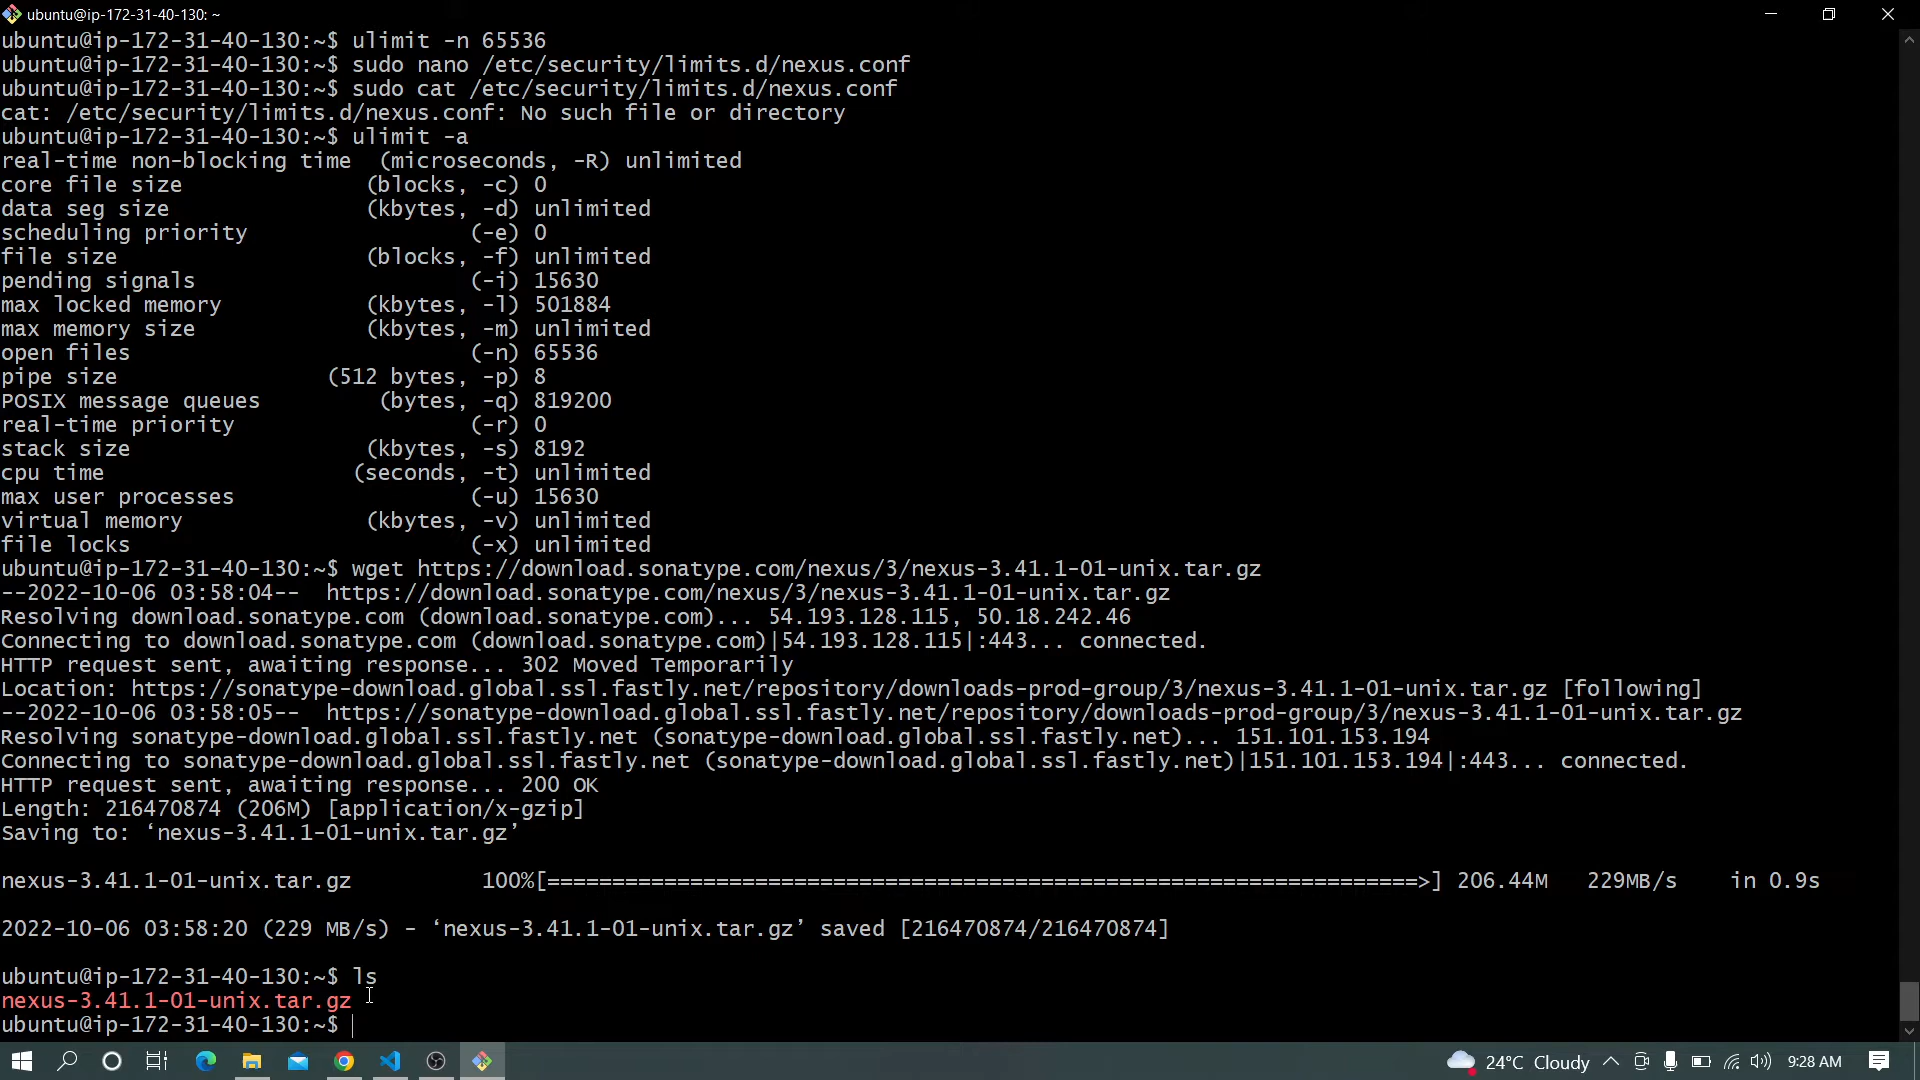 ubuntu@ip-172-31-40-130: ~
ubuntu@ip-172-31-40-130:~$ ulimit -n 65536
ubuntu@ip-172-31-40-130:~$ sudo nano /etc/security/limits.d/nexus.conf
ubuntu@ip-172-31-40-130:~$ sudo cat /etc/security/limits.d/nexus.conf
cat: /etc/security/limits.d/nexus.conf: No such file or directory
ubuntu@ip-172-31-40-130:~$ ulimit -a
real-time non-blocking time  (microseconds, -R) unlimited
core file size              (blocks, -c) 0
data seg size               (kbytes, -d) unlimited
scheduling priority                 (-e) 0
file size                   (blocks, -f) unlimited
pending signals                     (-i) 15630
max locked memory           (kbytes, -l) 501884
max memory size             (kbytes, -m) unlimited
open files                          (-n) 65536
pipe size                (512 bytes, -p) 8
POSIX message queues         (bytes, -q) 819200
real-time priority                  (-r) 0
stack size                  (kbytes, -s) 8192
cpu time                   (seconds, -t) unlimited
max user processes                  (-u) 15630
virtual memory              (kbytes, -v) unlimited
file locks                          (-x) unlimited
ubuntu@ip-172-31-40-130:~$ wget https://download.sonatype.com/nexus/3/nexus-3.41.1-01-unix.tar.gz
--2022-10-06 03:58:04--  https://download.sonatype.com/nexus/3/nexus-3.41.1-01-unix.tar.gz
Resolving download.sonatype.com (download.sonatype.com)... 54.193.128.115, 50.18.242.46
Connecting to download.sonatype.com (download.sonatype.com)|54.193.128.115|:443... connected.
HTTP request sent, awaiting response... 302 Moved Temporarily
Location: https://sonatype-download.global.ssl.fastly.net/repository/downloads-prod-group/3/nexus-3.41.1-01-unix.tar.gz [following]
--2022-10-06 03:58:05--  https://sonatype-download.global.ssl.fastly.net/repository/downloads-prod-group/3/nexus-3.41.1-01-unix.tar.gz
Resolving sonatype-download.global.ssl.fastly.net (sonatype-download.global.ssl.fastly.net)... 151.101.153.194
Connecting to sonatype-download.global.ssl.fastly.net (sonatype-download.global.ssl.fastly.net)|151.101.153.194|:443... connected.
HTTP request sent, awaiting response... 200 OK
Length: 216470874 (206M) [application/x-gzip]
Saving to: ‘nexus-3.41.1-01-unix.tar.gz’
nexus-3.41.1-01-unix.tar.gz          100%[===================================================================>] 206.44M   229MB/s    in 0.9s
2022-10-06 03:58:20 (229 MB/s) - ‘nexus-3.41.1-01-unix.tar.gz’ saved [216470874/216470874]
ubuntu@ip-172-31-40-130:~$ ls
nexus-3.41.1-01-unix.tar.gz
ubuntu@ip-172-31-40-130:~$
24°C Cloudy
9:28 AM